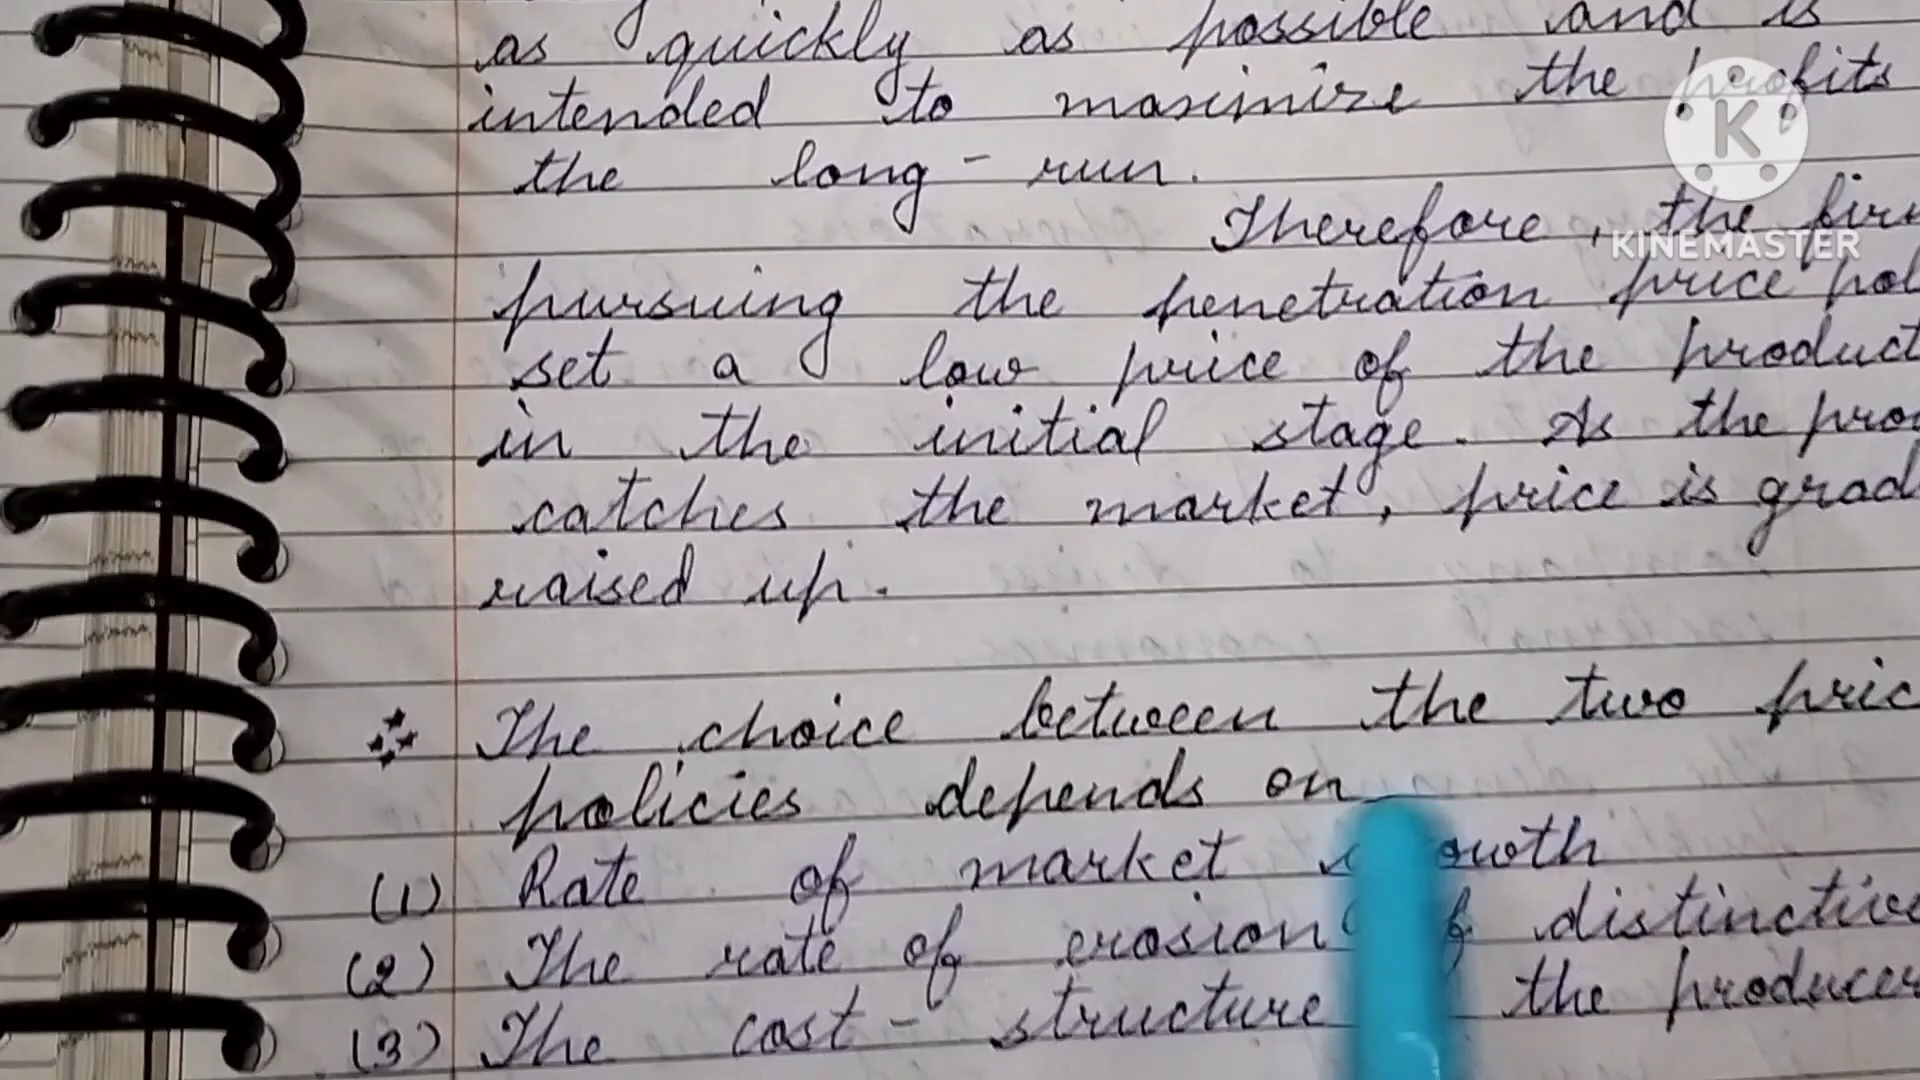 as quickly as possible and is
intended to maximize the profits
the long-run.
Therefore, the
KINEMASTER
pursuing the penetration price
set a low price of the product
in the initial stage. As the
catches the market, price is
raised up.
The choice between the two
policies depends on
(1) Rate of market
(2) The rate of erosion
(3) The cost-structure the producer
K